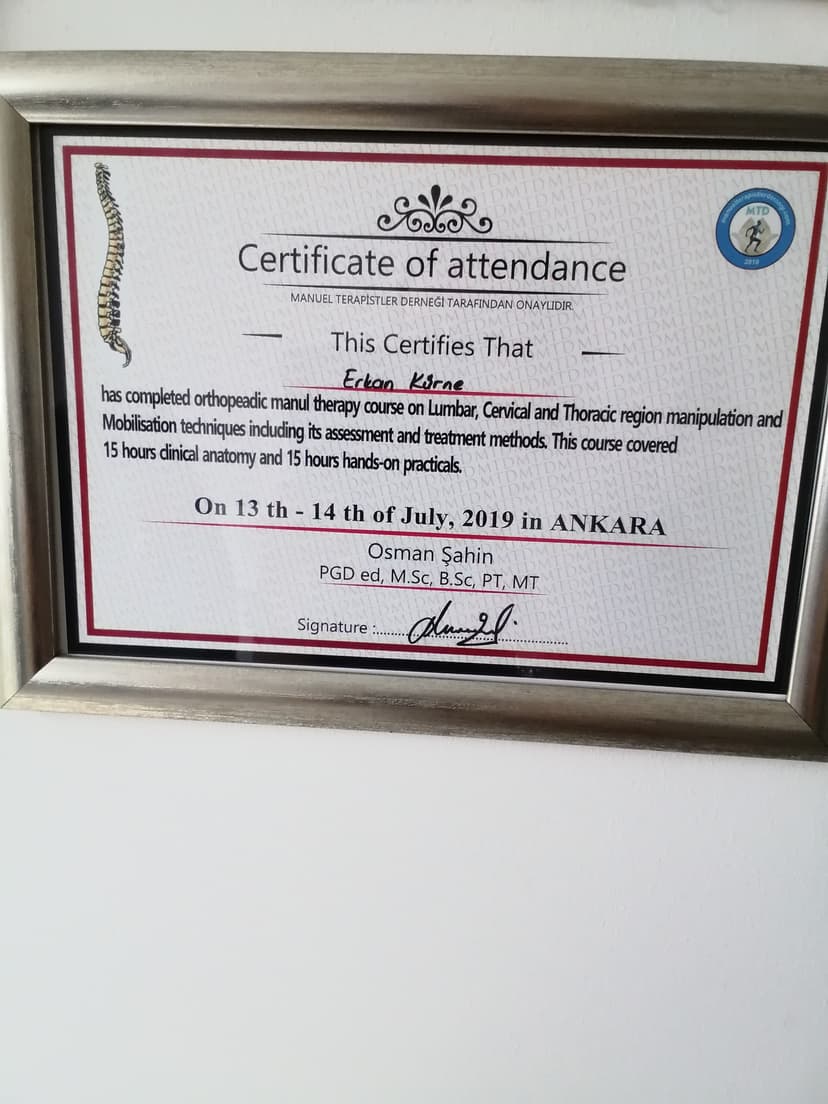 MTD
2019
Certificate of attendance
MANUEL TERAPİSTLER DERNEĞİ TARAFINDAN ONAYLIDIR.
This Certifies That
Erkan Kürne
has completed orthopeadic manul therapy course on Lumbar, Cervical and Thoracic region manipulation and
Mobilisation techniques including its assessment and treatment methods. This course covered
15 hours clinical anatomy and 15 hours hands-on practicals.
On 13 th - 14 th of July, 2019 in ANKARA
Osman Şahin
PGD ed, M.Sc, B.Sc, PT, MT
Signature :